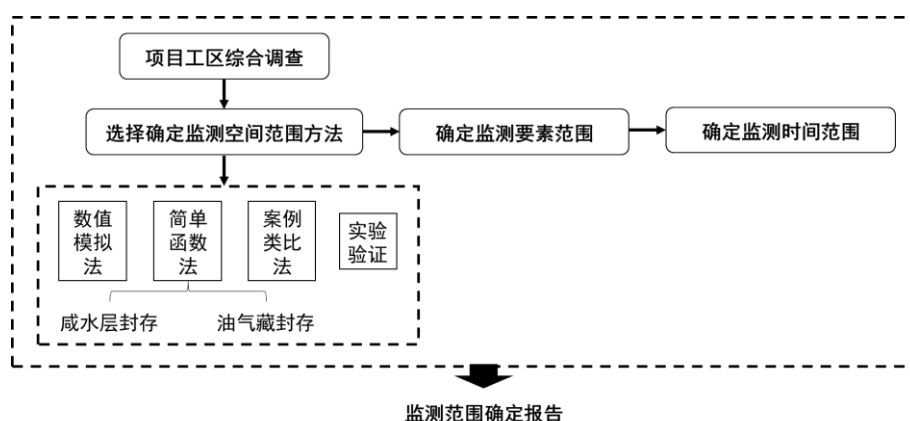 项目工区综合调查
选择确定监测空间范围方法
确定监测要素范围
确定监测时间范围
数值
模拟
法
简单
函数
法
案例
类比
法
实验
验证
咸水层封存
油气藏封存
监测范围确定报告